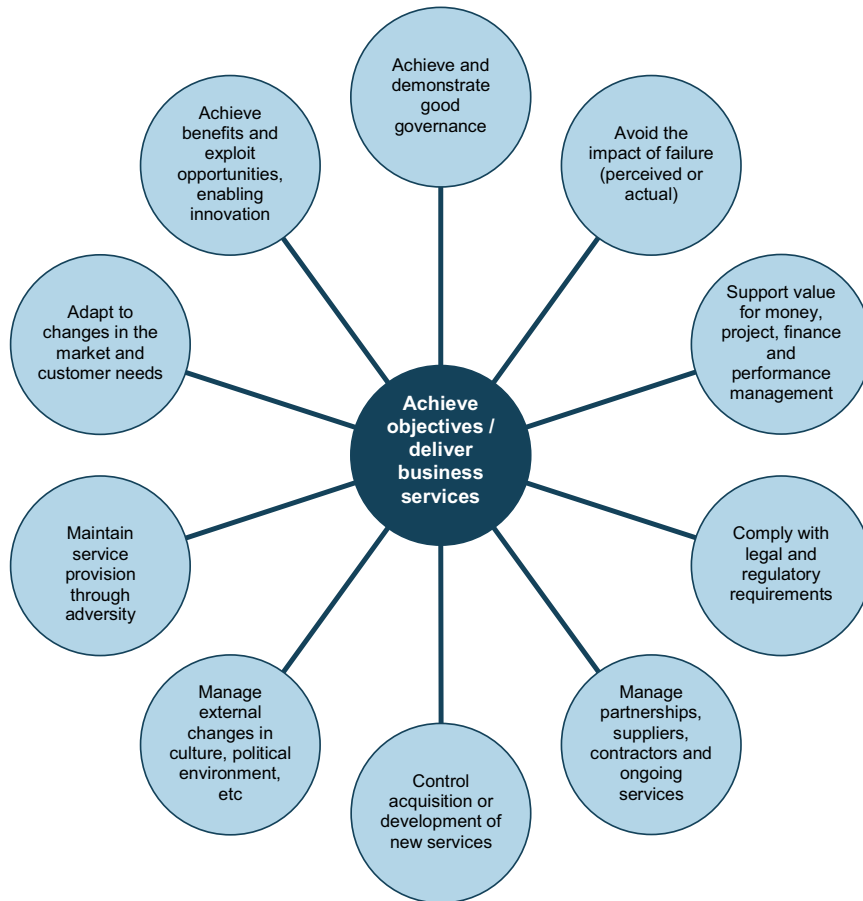 Achieve and
demonstrate
good
governance
Avoid the
impact of failure
(perceived or
actual)
Support value
for money,
project, finance
and
performance
management
Comply with
legal and
regulatory
requirements
Manage
partnerships,
suppliers,
contractors and
ongoing
services
Control
acquisition or
development of
new services
Manage
external
changes in
culture, political
environment,
etc
Maintain
service
provision
through
adversity
Adapt to
changes in the
market and
customer needs
Achieve
benefits and
exploit
opportunities,
enabling
innovation
Achieve
objectives /
deliver
business
services